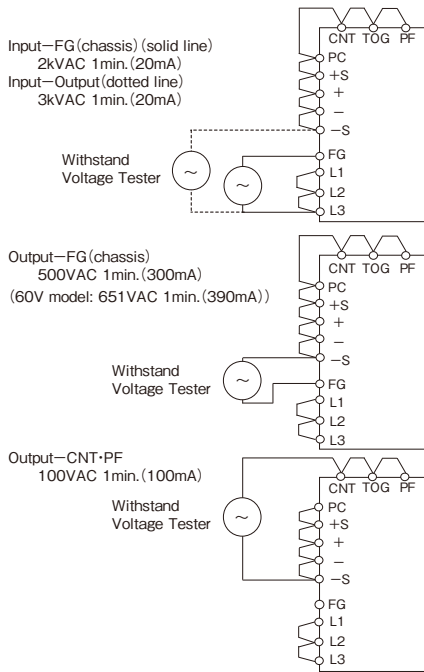 Input−FG(chassis)(solid line)
2kVAC 1min.(20mA)
Input−Output(dotted line)
3kVAC 1min.(20mA)
Withstand
Voltage Tester
~
~
CNT TOG PF
PC
+S
+
−
−S
FG
L1
L2
L3
Output−FG(chassis)
500VAC 1min.(300mA)
(60V model: 651VAC 1min.(390mA))
Withstand
Voltage Tester
~
CNT TOG PF
PC
+S
+
−
−S
FG
L1
L2
L3
Output−CNT・PF
100VAC 1min.(100mA)
Withstand
Voltage Tester
~
CNT TOG PF
PC
+S
+
−
−S
FG
L1
L2
L3